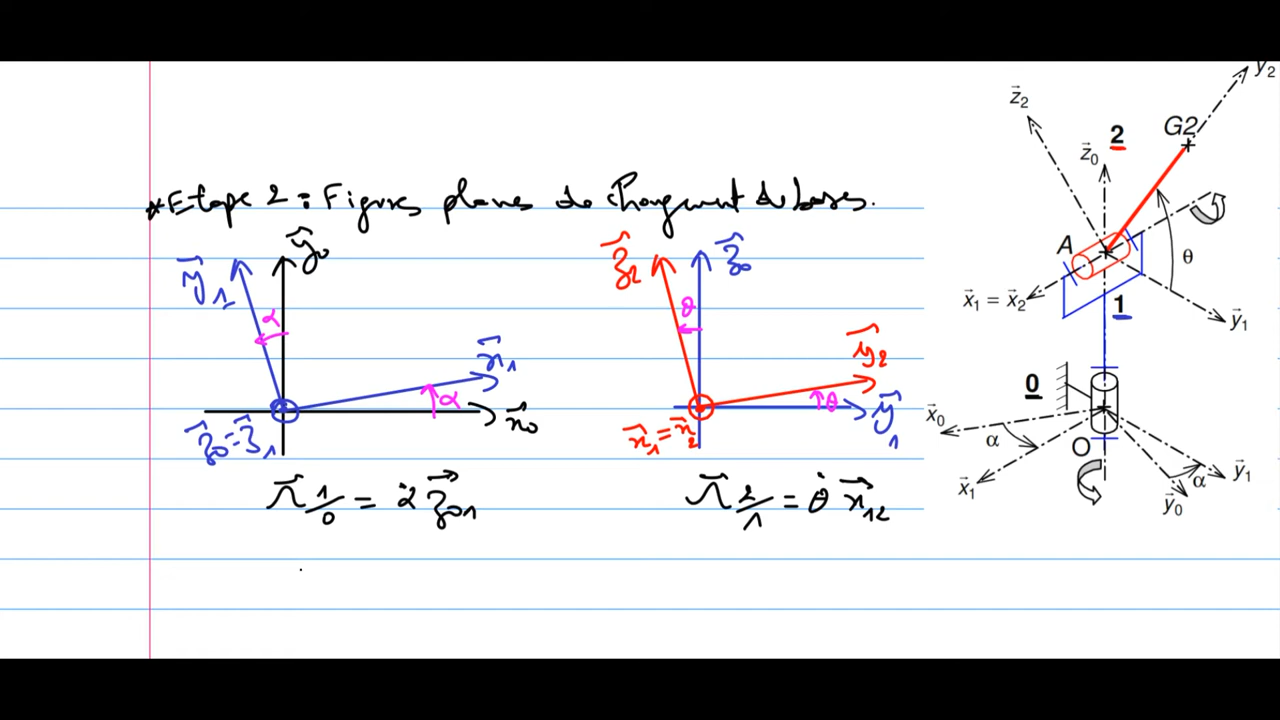 *Etape 2 : Figures planes de Changement de bases.
y⃗1 α y⃗0 x⃗1 α x⃗0 z⃗0 = z⃗1
z⃗2 θ z⃗0 y⃗2 θ y⃗1 x⃗1 = x⃗2
Ω⃗ 1/0 = α̇ z⃗01
Ω⃗ 2/1 = θ̇ x⃗12
y2
z⃗2
G2
2
z⃗0
A
θ
x⃗1 = x⃗2
1
y⃗1
0
x⃗0
α
O
x⃗1
α
y⃗1
y⃗0